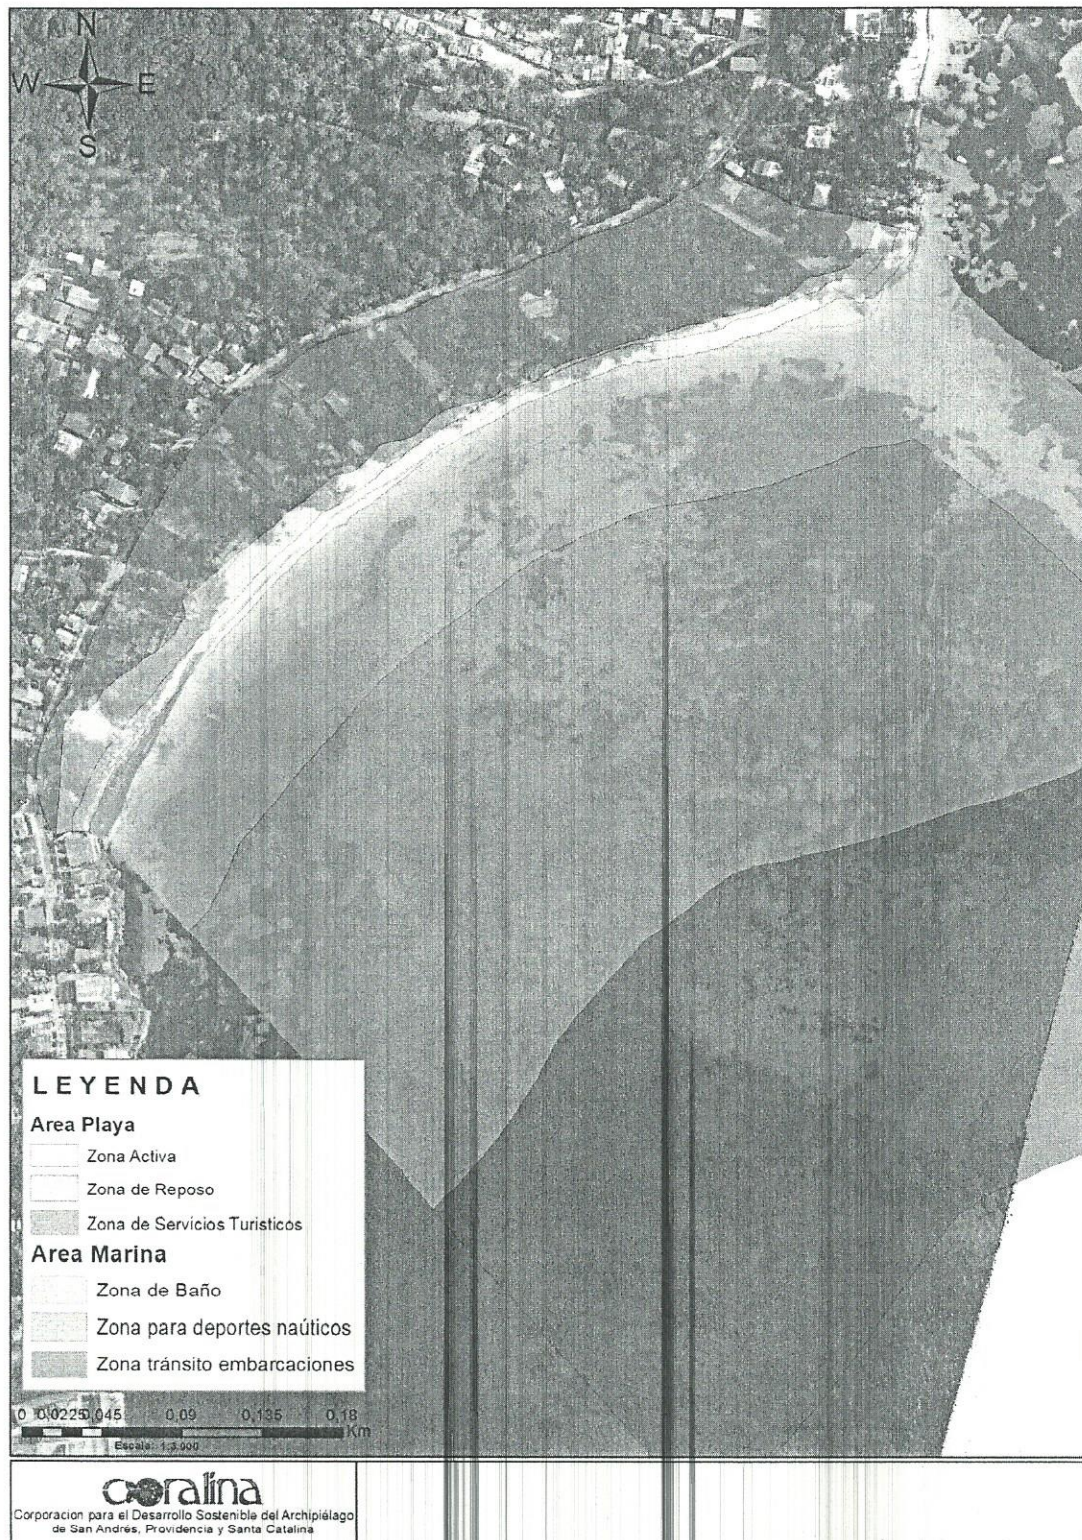 N
W E
S
LEYENDA
Area Playa
Zona Activa
Zona de Reposo
Zona de Servicios Turisticos
Area Marina
Zona de Baño
Zona para deportes naúticos
Zona tránsito embarcaciones
0 0,0225 0,045 0,09 0,135 0,18
Km
Escala: 1:3.000
coralina
Corporacion para el Desarrollo Sostenible del Archipiélago
de San Andrés, Providencia y Santa Catalina